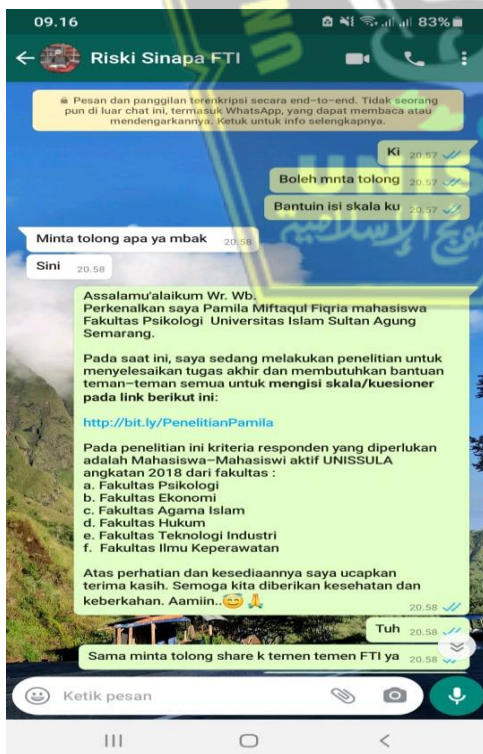 09.16
83%
Riski Sinapa FTI
Pesan dan panggilan terenkripsi secara end-to-end. Tidak seorang
pun di luar chat ini, termasuk WhatsApp, yang dapat membaca atau
mendengarkannya. Ketuk untuk info selengkapnya.
Ki 20.57
Boleh mnta tolong 20.57
Bantuin isi skala ku 20.57
Minta tolong apa ya mbak 20.58
Sini 20.58
Assalamu'alaikum Wr. Wb.
Perkenalkan saya Pamila Miftaqul Fiqria mahasiswa
Fakultas Psikologi Universitas Islam Sultan Agung
Semarang.
Pada saat ini, saya sedang melakukan penelitian untuk
menyelesaikan tugas akhir dan membutuhkan bantuan
teman-teman semua untuk mengisi skala/kuesioner
pada link berikut ini:
http://bit.ly/PenelitianPamila
Pada penelitian ini kriteria responden yang diperlukan
adalah Mahasiswa-Mahasiswi aktif UNISSULA
angkatan 2018 dari fakultas :
a. Fakultas Psikologi
b. Fakultas Ekonomi
c. Fakultas Agama Islam
d. Fakultas Hukum
e. Fakultas Teknologi Industri
f. Fakultas Ilmu Keperawatan
Atas perhatian dan kesediaannya saya ucapkan
terima kasih. Semoga kita diberikan kesehatan dan
keberkahan. Aamiin..😇🙏
20.58
Tuh 20.58
Sama minta tolong share k temen temen FTI ya 20.58
Ketik pesan